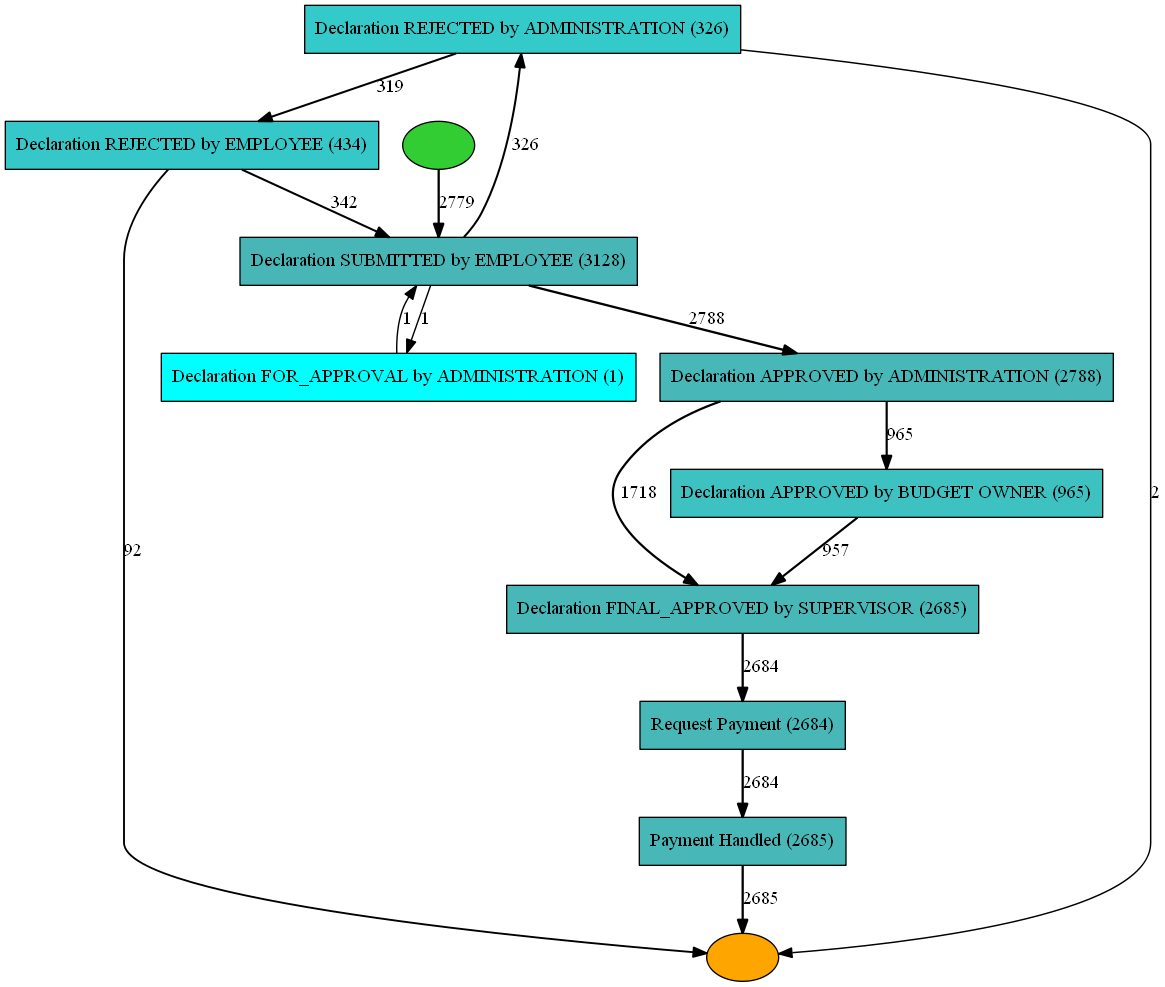 Declaration REJECTED by ADMINISTRATION (326)
319
Declaration REJECTED by EMPLOYEE (434)
326
342
2779
Declaration SUBMITTED by EMPLOYEE (3128)
1
1
2788
Declaration FOR_APPROVAL by ADMINISTRATION (1)
Declaration APPROVED by ADMINISTRATION (2788)
965
1718
Declaration APPROVED by BUDGET OWNER (965)
2
92
957
Declaration FINAL_APPROVED by SUPERVISOR (2685)
2684
Request Payment (2684)
2684
Payment Handled (2685)
2685